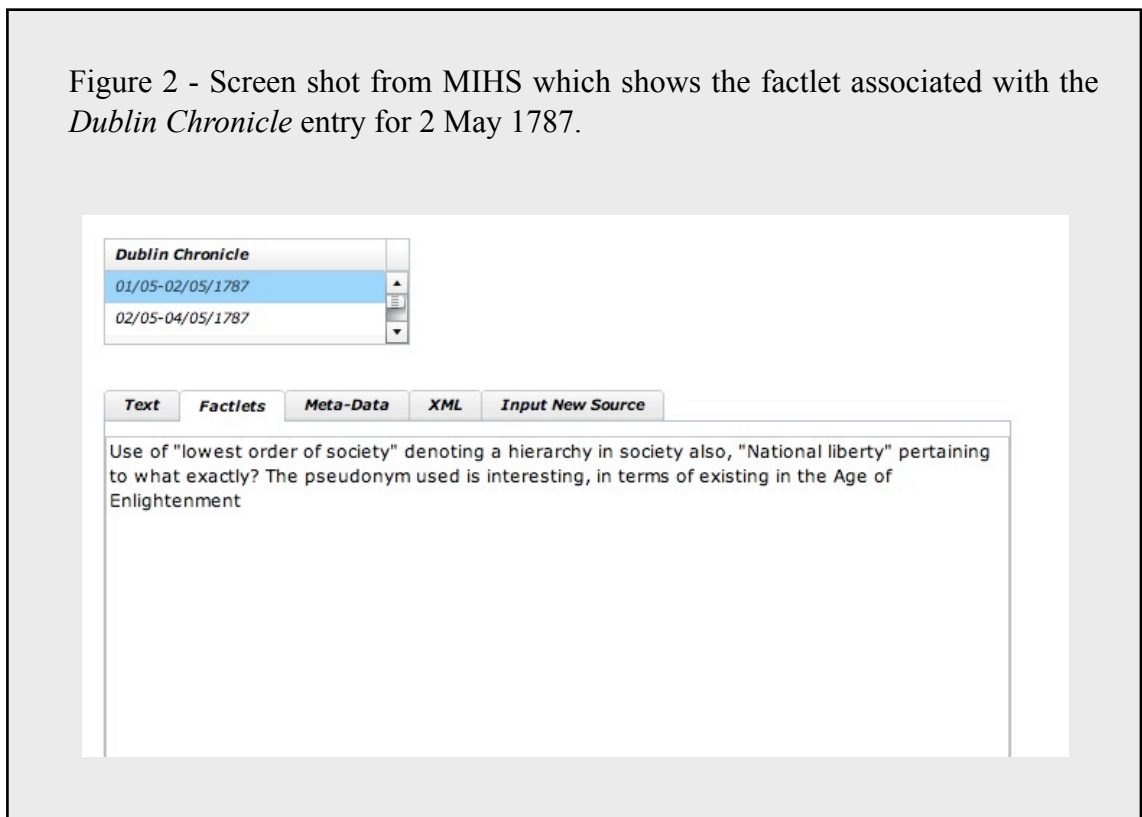 Figure 2 - Screen shot from MIHS which shows the factlet associated with the
Dublin Chronicle entry for 2 May 1787.
Dublin Chronicle
01/05-02/05/1787
02/05-04/05/1787
Text Factlets Meta-Data XML Input New Source
Use of "lowest order of society" denoting a hierarchy in society also, "National liberty" pertaining
to what exactly? The pseudonym used is interesting, in terms of existing in the Age of
Enlightenment